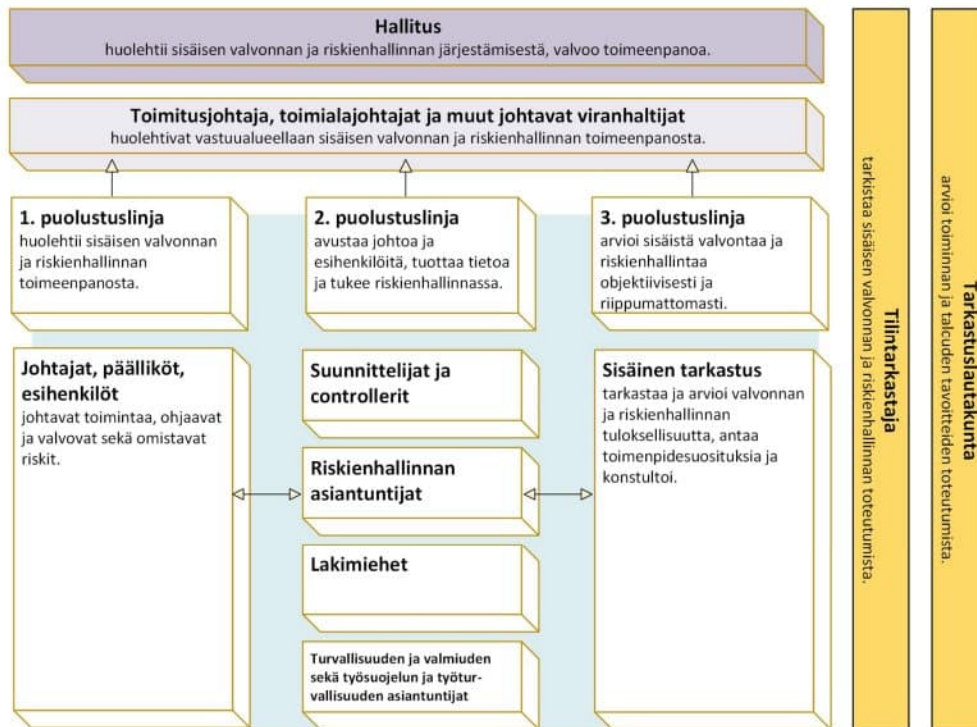 Hallitus
huolehtii sisäisen valvonnan ja riskienhallinnan järjestämisestä, valvoo toimeenpanoa.
Toimitusjohtaja, toimialajohtajat ja muut johtavat viranhaltijat
huolehtivat vastuualueellaan sisäisen valvonnan ja riskienhallinnan toimeenpanosta.
1. puolustuslinja
huolehtii sisäisen valvonnan
ja riskienhallinnan
toimeenpanosta.
2. puolustuslinja
avustaa johtoa ja
esihenkilöitä, tuottaa tietoa
ja tukee riskienhallinnassa.
3. puolustuslinja
arvioi sisäistä valvontaa ja
riskienhallintaa
objektiivisesti ja
riippumattomasti.
Johtajat, päälliköt,
esihenkilöt
johtavat toimintaa, ohjaavat
ja valvovat sekä omistavat
riskit.
Suunnittelijat ja
controllerit
Riskienhallinnan
asiantuntijat
Lakimiehet
Turvallisuuden ja valmiuden
sekä työsuojelun ja työtur-
vallisuuden asiantuntijat
Sisäinen tarkastus
tarkastaa ja arvioi valvonnan
ja riskienhallinnan
tuloksellisuutta, antaa
toimenpidesuosituksia ja
konstultoi.
Tilintarkastaja
tarkistaa sisäisen valvonnan ja riskienhallinnan toteutumista.
Tarkastuslautakunta
arvioi toiminnan ja talcuden tavoitteiden toteutumista.